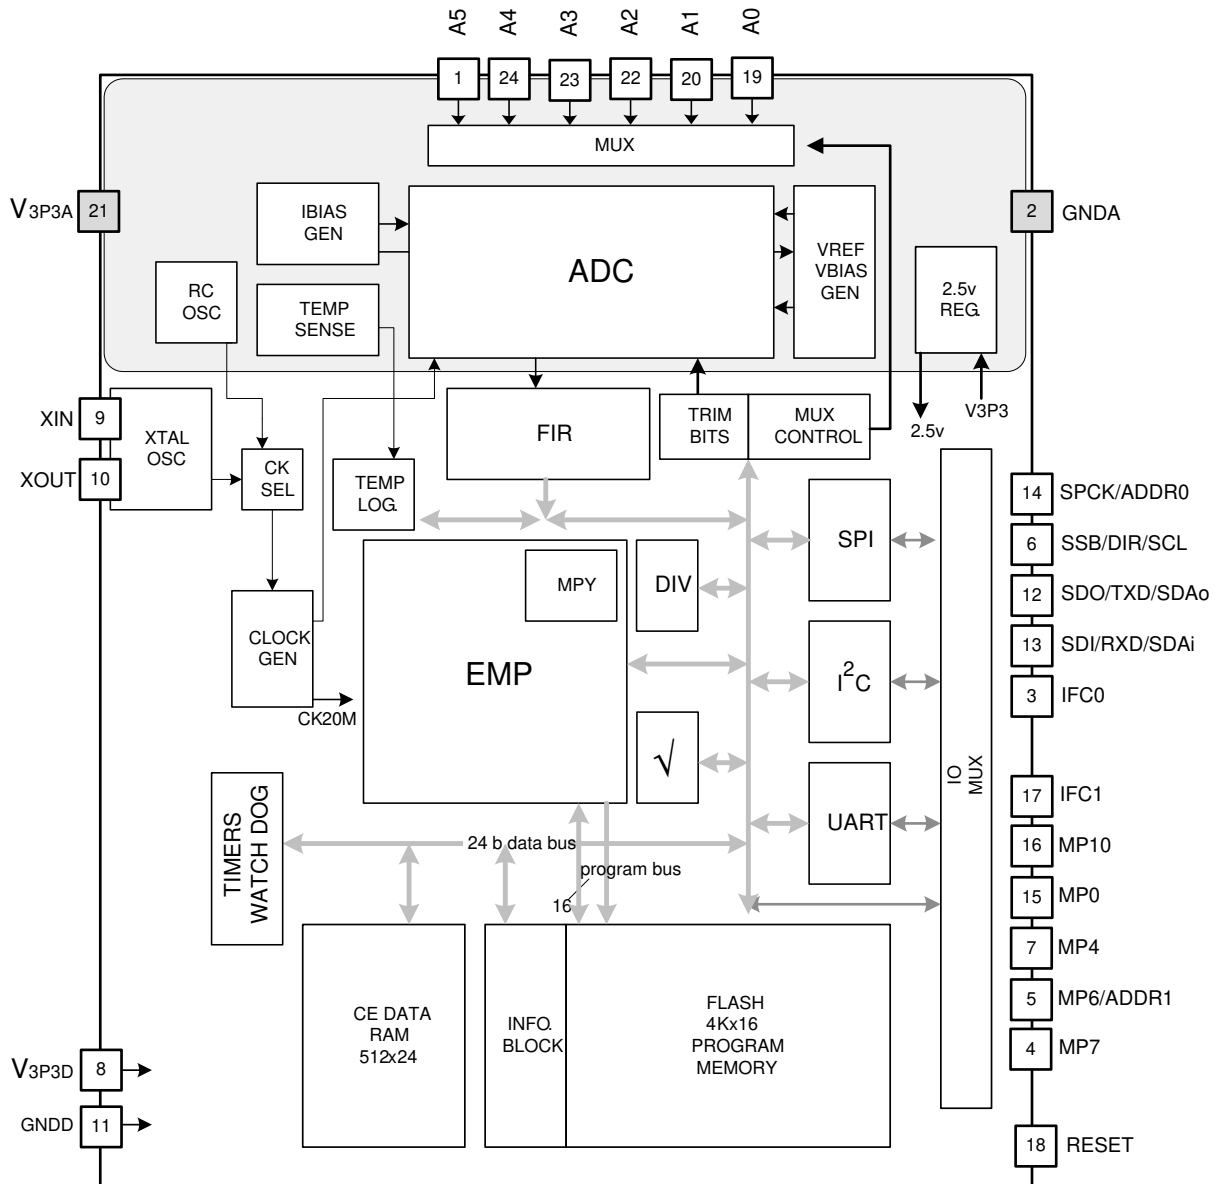 A5 A4 A3 A2 A1 A0
1 24 23 22 20 19
MUX
V3P3A 21
2 GNDA
IBIAS
GEN
ADC
VREF
VBIAS
GEN
RC
OSC
TEMP
SENSE
2.5v
REG.
XIN 9
XOUT 10
XTAL
OSC
CK
SEL
TEMP
LOG.
FIR
TRIM
BITS
MUX
CONTROL
2.5v
V3P3
14 SPCK/ADDR0
6 SSB/DIR/SCL
12 SDO/TXD/SDAo
13 SDI/RXD/SDAi
3 IFC0
SPI
MPY
DIV
CLOCK
GEN
CK20M
EMP
I2C
√
UART
IO
MUX
17 IFC1
16 MP10
15 MP0
7 MP4
5 MP6/ADDR1
4 MP7
18 RESET
TIMERS
WATCH DOG
24 b data bus
program bus
16
CE DATA
RAM
512x24
INFO.
BLOCK
FLASH
4Kx16
PROGRAM
MEMORY
V3P3D 8
GNDD 11